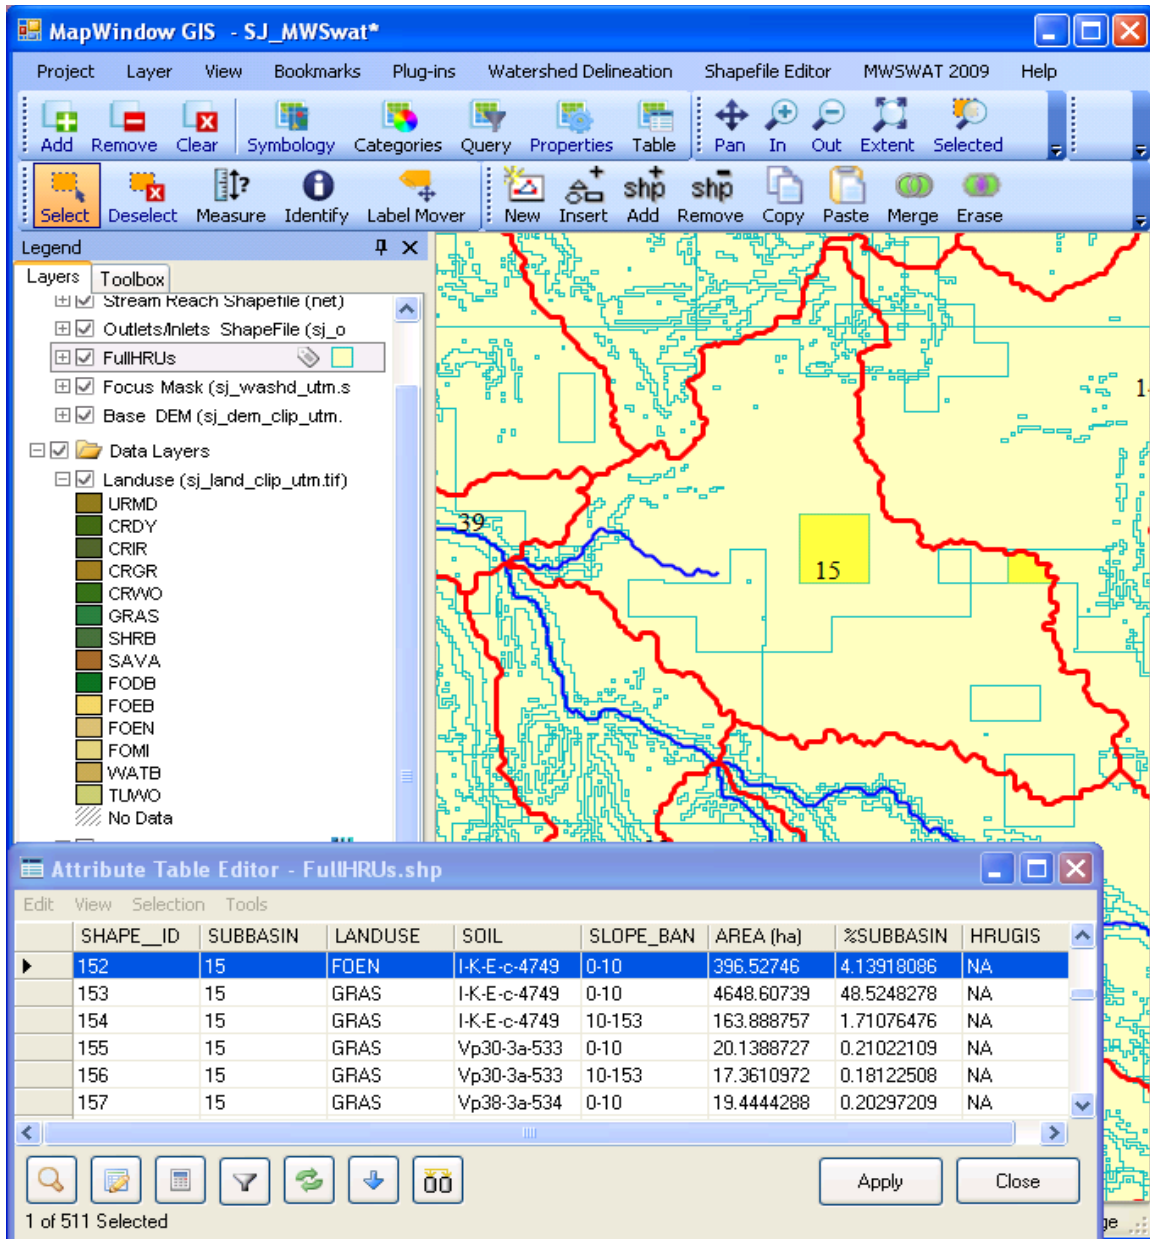 MapWindow GIS - SJ_MWSwat*
Project Layer View Bookmarks Plug-ins Watershed Delineation Shapefile Editor MWSWAT 2009 Help
Add Remove Clear Symbology Categories Query Properties Table Pan In Out Extent Selected
Select Deselect Measure Identify Label Mover New Insert Add Remove Copy Paste Merge Erase
shp shp
Legend
Layers Toolbox
Stream Reach Shapefile (net)
Outlets/Inlets ShapeFile (sj_o
FullHRUs
Focus Mask (sj_washd_utm.s
Base DEM (sj_dem_clip_utm.
Data Layers
Landuse (sj_land_clip_utm.tif)
URMD
CRDY
CRIR
CRGR
CRWO
GRAS
SHRB
SAVA
FODB
FOEB
FOEN
FOMI
WATB
TUWO
No Data
39
15
Attribute Table Editor - FullHRUs.shp
Edit View Selection Tools
SHAPE__ID SUBBASIN LANDUSE SOIL SLOPE_BAN AREA (ha) %SUBBASIN HRUGIS
152 15 FOEN I-K-E-c-4749 0-10 396.52746 4.13918086 NA
153 15 GRAS I-K-E-c-4749 0-10 4648.60739 48.5248278 NA
154 15 GRAS I-K-E-c-4749 10-153 163.888757 1.71076476 NA
155 15 GRAS Vp30-3a-533 0-10 20.1388727 0.21022109 NA
156 15 GRAS Vp30-3a-533 10-153 17.3610972 0.18122508 NA
157 15 GRAS Vp38-3a-534 0-10 19.4444288 0.20297209 NA
Apply Close
1 of 511 Selected